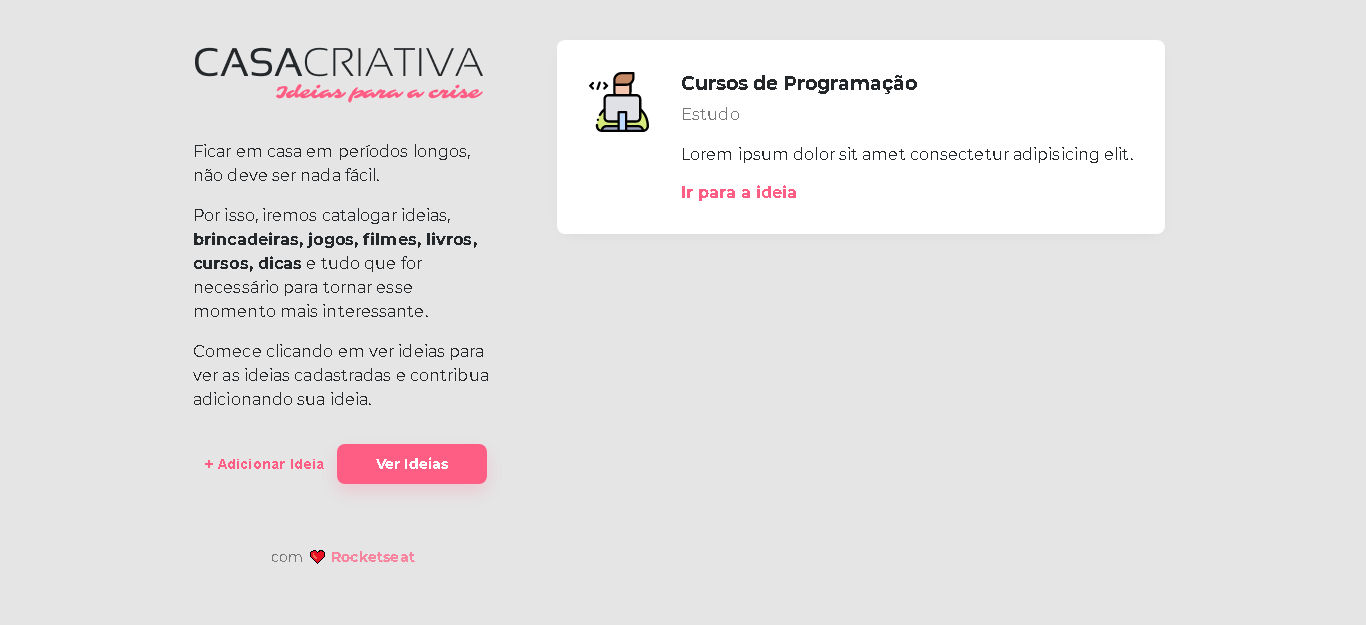 CASACRIATIVA
Ideias para a crise
Ficar em casa em períodos longos,
não deve ser nada fácil.
Por isso, iremos catalogar ideias,
brincadeiras, jogos, filmes, livros,
cursos, dicas e tudo que for
necessário para tornar esse
momento mais interessante.
Comece clicando em ver ideias para
ver as ideias cadastradas e contribua
adicionando sua ideia.
+ Adicionar Ideia
Ver Ideias
com ❤ Rocketseat
</>
Cursos de Programação
Estudo
Lorem ipsum dolor sit amet consectetur adipisicing elit.
Ir para a ideia